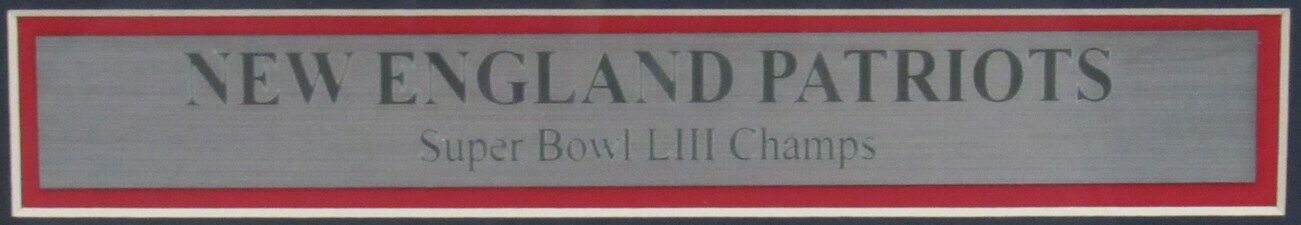 NEW ENGLAND PATRIOTS
Super Bowl LIII Champs